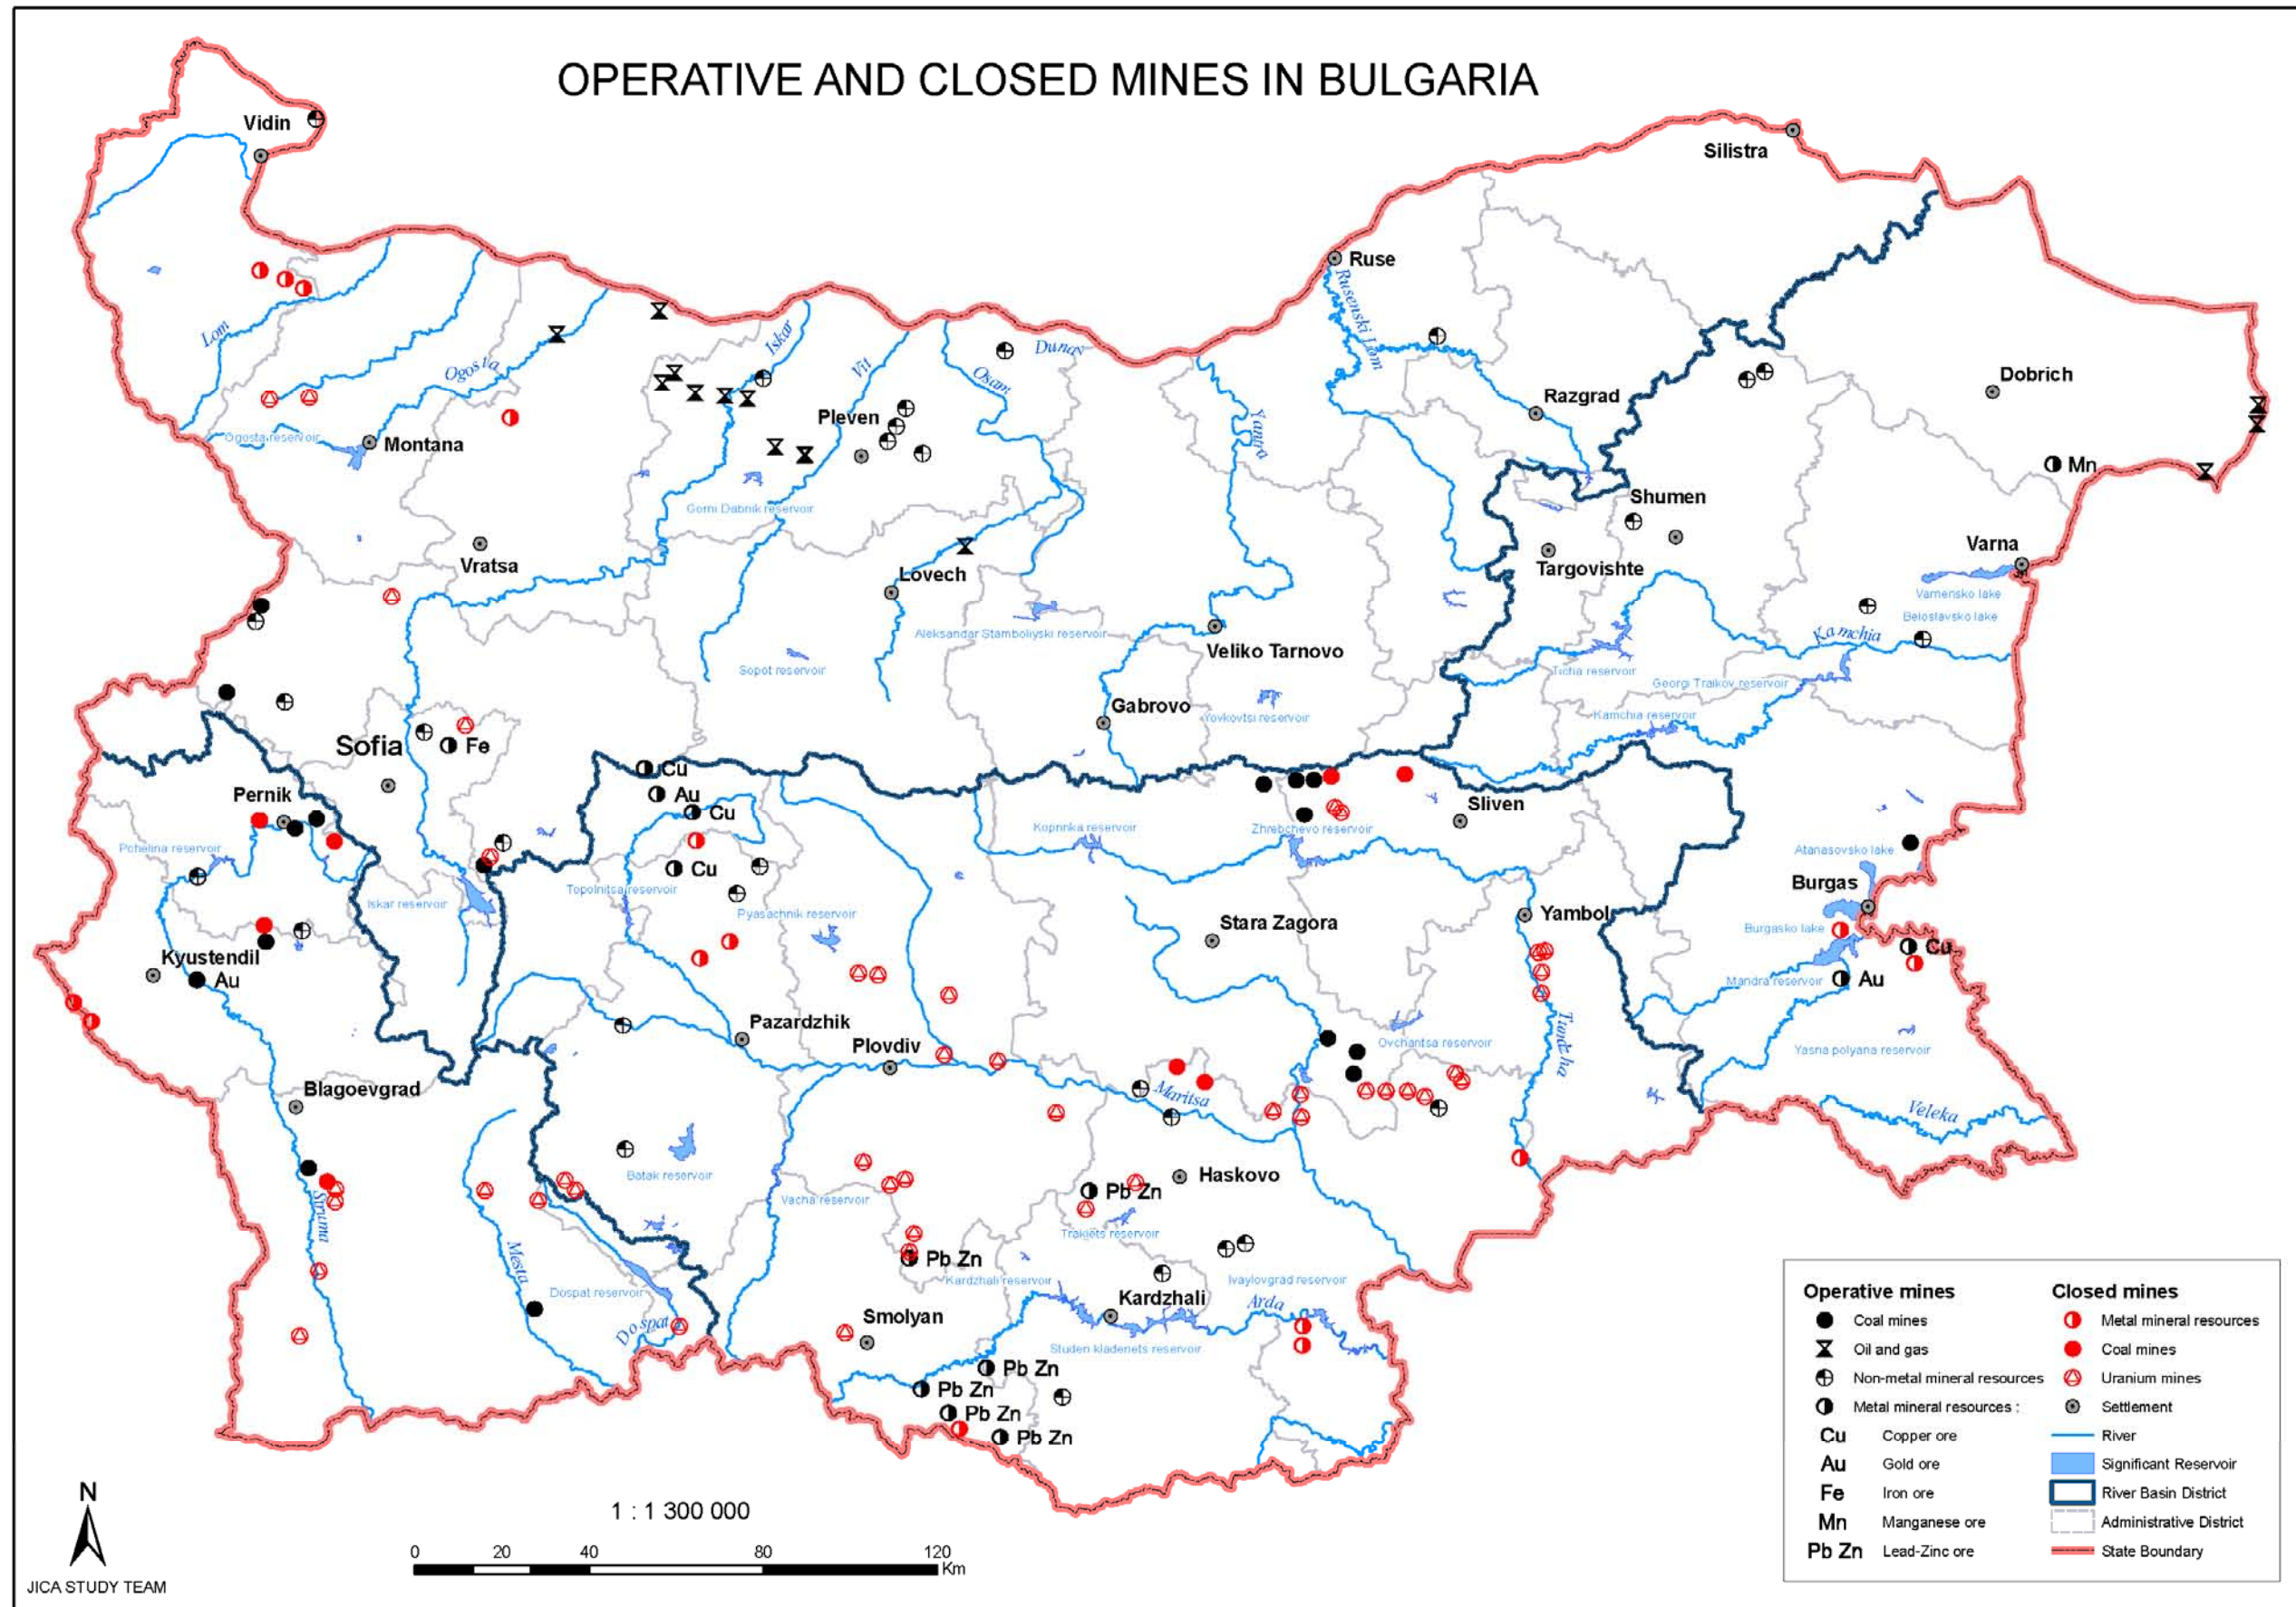 OPERATIVE AND CLOSED MINES IN BULGARIA
Vidin
Silistra
Ruse
Rusenski Lom
Lom
Ogosta
Iskar
Vit
Osam
Dunav
Yantra
Dobrich
Razgrad
Pleven
Ogosta reservoir
Montana
Mn
Shumen
Gorni Dabnik reservoir
Vratsa
Lovech
Targovishte
Varna
Varnensko lake
Beloslavsko lake
Aleksandar Stamboliyski reservoir
Veliko Tarnovo
Kamchia
Sopot reservoir
Ticha reservoir
Georgi Traikov reservoir
Gabrovo
Yovkovtsi reservoir
Kamchia reservoir
Sofia
Fe
Cu
Au
Cu
Pernik
Sliven
Koprinka reservoir
Zhrebchevo reservoir
Pchelina reservoir
Atanasovsko lake
Cu
Topolnitsa reservoir
Iskar reservoir
Pyasachnik reservoir
Burgas
Stara Zagora
Yambol
Burgasko lake
Cu
Kyustendil
Au
Mandra reservoir
Au
Pazardzhik
Plovdiv
Ovchantsa reservoir
Tundzha
Yasna polyana reservoir
Blagoevgrad
Maritsa
Veleka
Batak reservoir
Vacha reservoir
Pb Zn
Haskovo
Struma
Mesta
Trakiets reservoir
Pb Zn
Kardzhali reservoir
Ivaylovgrad reservoir
Dospat reservoir
Kardzhali
Arda
Dospat
Smolyan
Studen kladenets reservoir
Pb Zn
Pb Zn
Pb Zn
Pb Zn
Operative mines
Coal mines
Oil and gas
Non-metal mineral resources
Metal mineral resources :
Cu Copper ore
Au Gold ore
Fe Iron ore
Mn Manganese ore
Pb Zn Lead-Zinc ore
Closed mines
Metal mineral resources
Coal mines
Uranium mines
Settlement
River
Significant Reservoir
River Basin District
Administrative District
State Boundary
N
JICA STUDY TEAM
1 : 1 300 000
0 20 40 80 120
Km